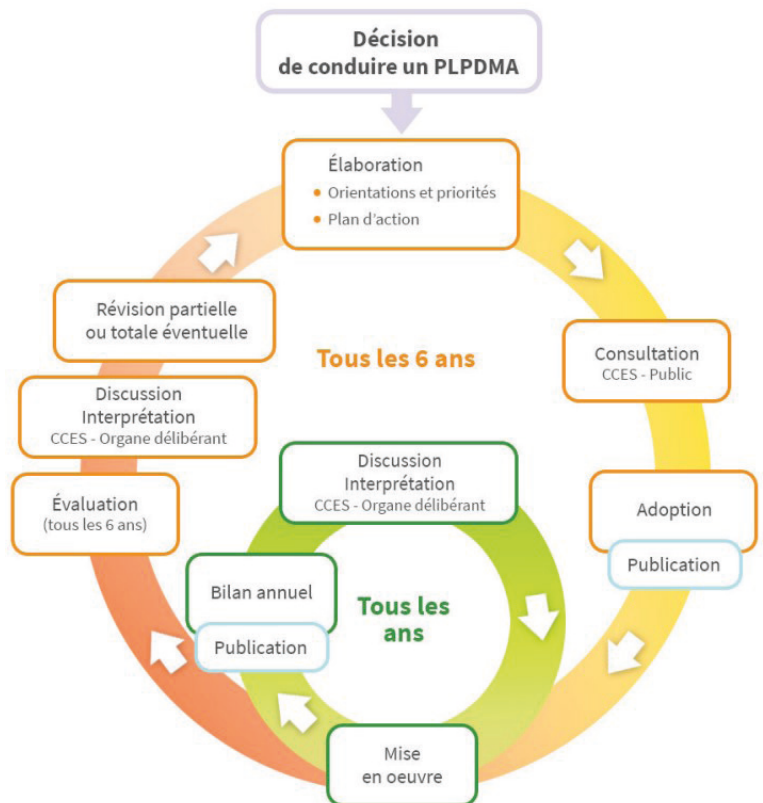 Décision
de conduire un PLPDMA
Élaboration
• Orientations et priorités
• Plan d'action
Révision partielle
ou totale éventuelle
Tous les 6 ans
Consultation
CCES - Public
Discussion
Interprétation
CCES - Organe délibérant
Discussion
Interprétation
CCES - Organe délibérant
Évaluation
(tous les 6 ans)
Adoption
Publication
Bilan annuel
Publication
Tous les
ans
Mise
en oeuvre